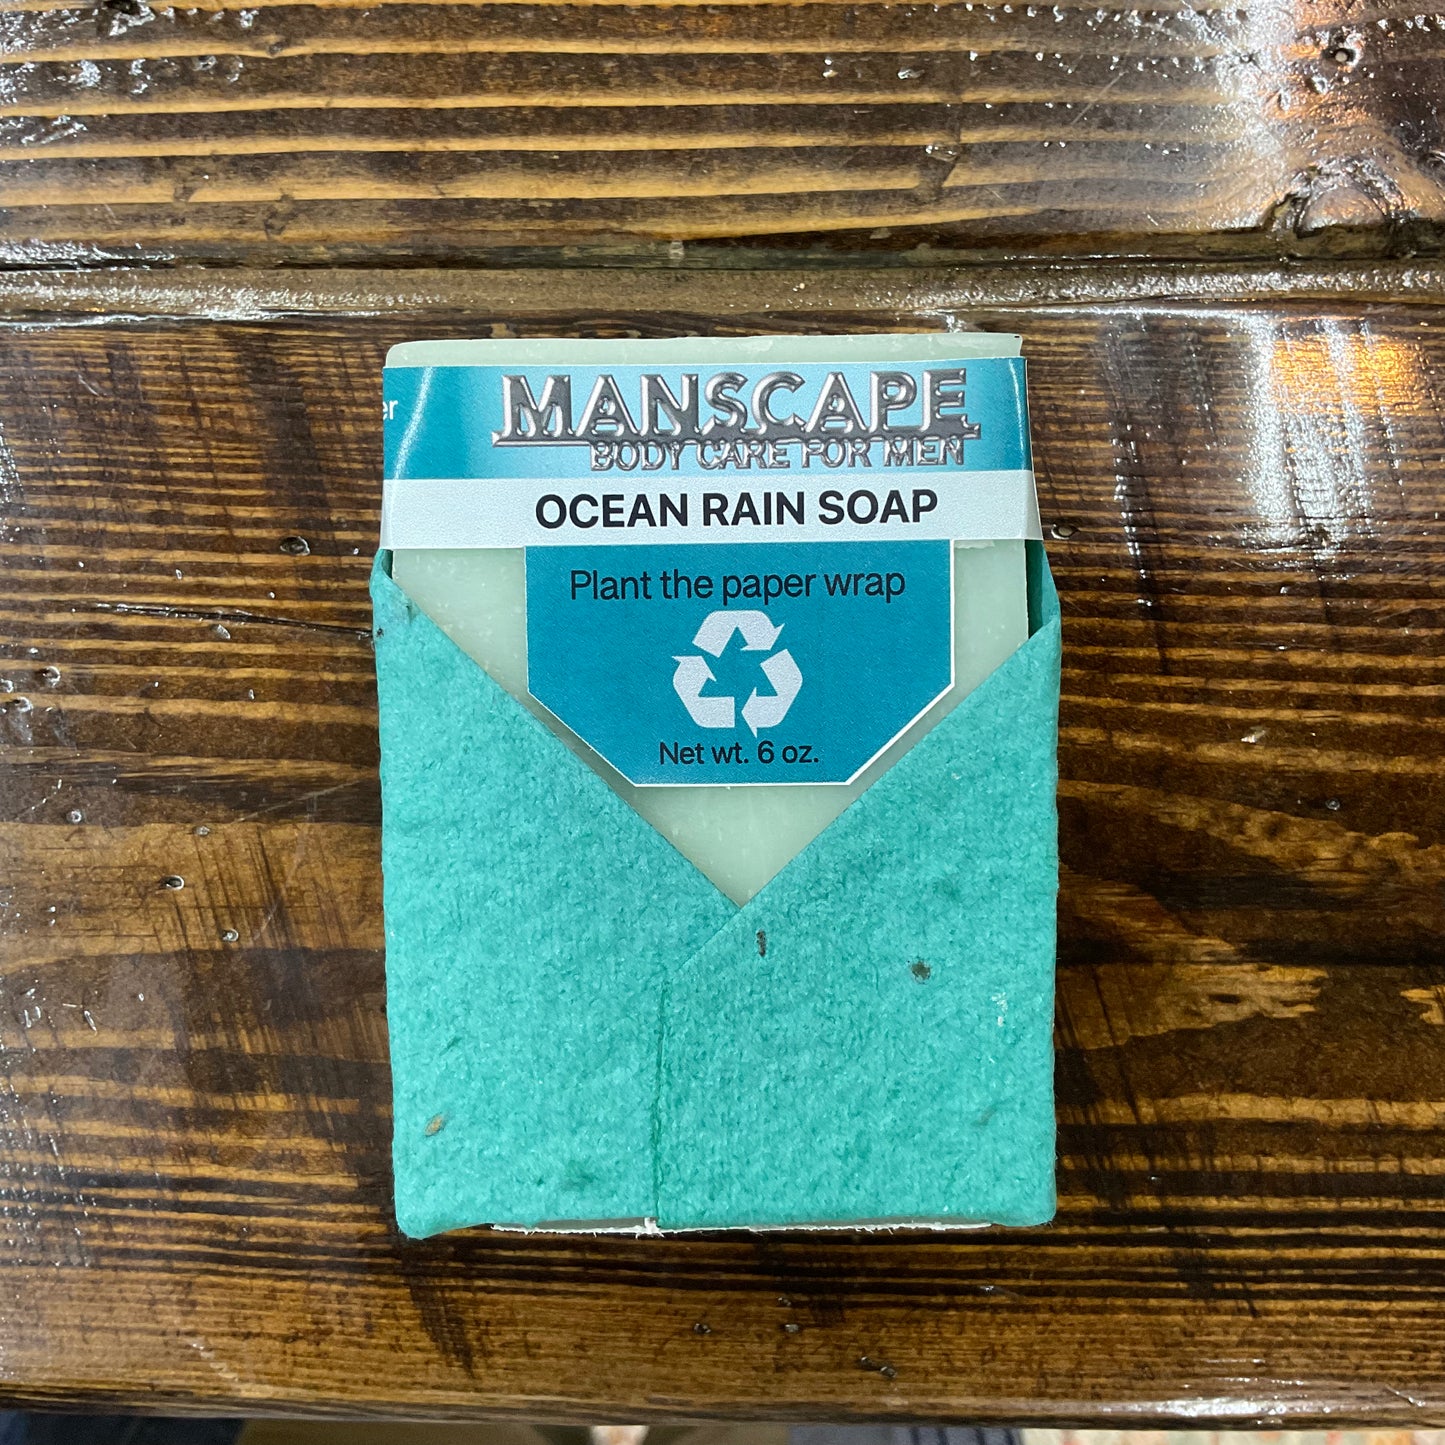 MANSCAPE
BODY CARE FOR MEN
OCEAN RAIN SOAP
Plant the paper wrap
Net wt. 6 oz.